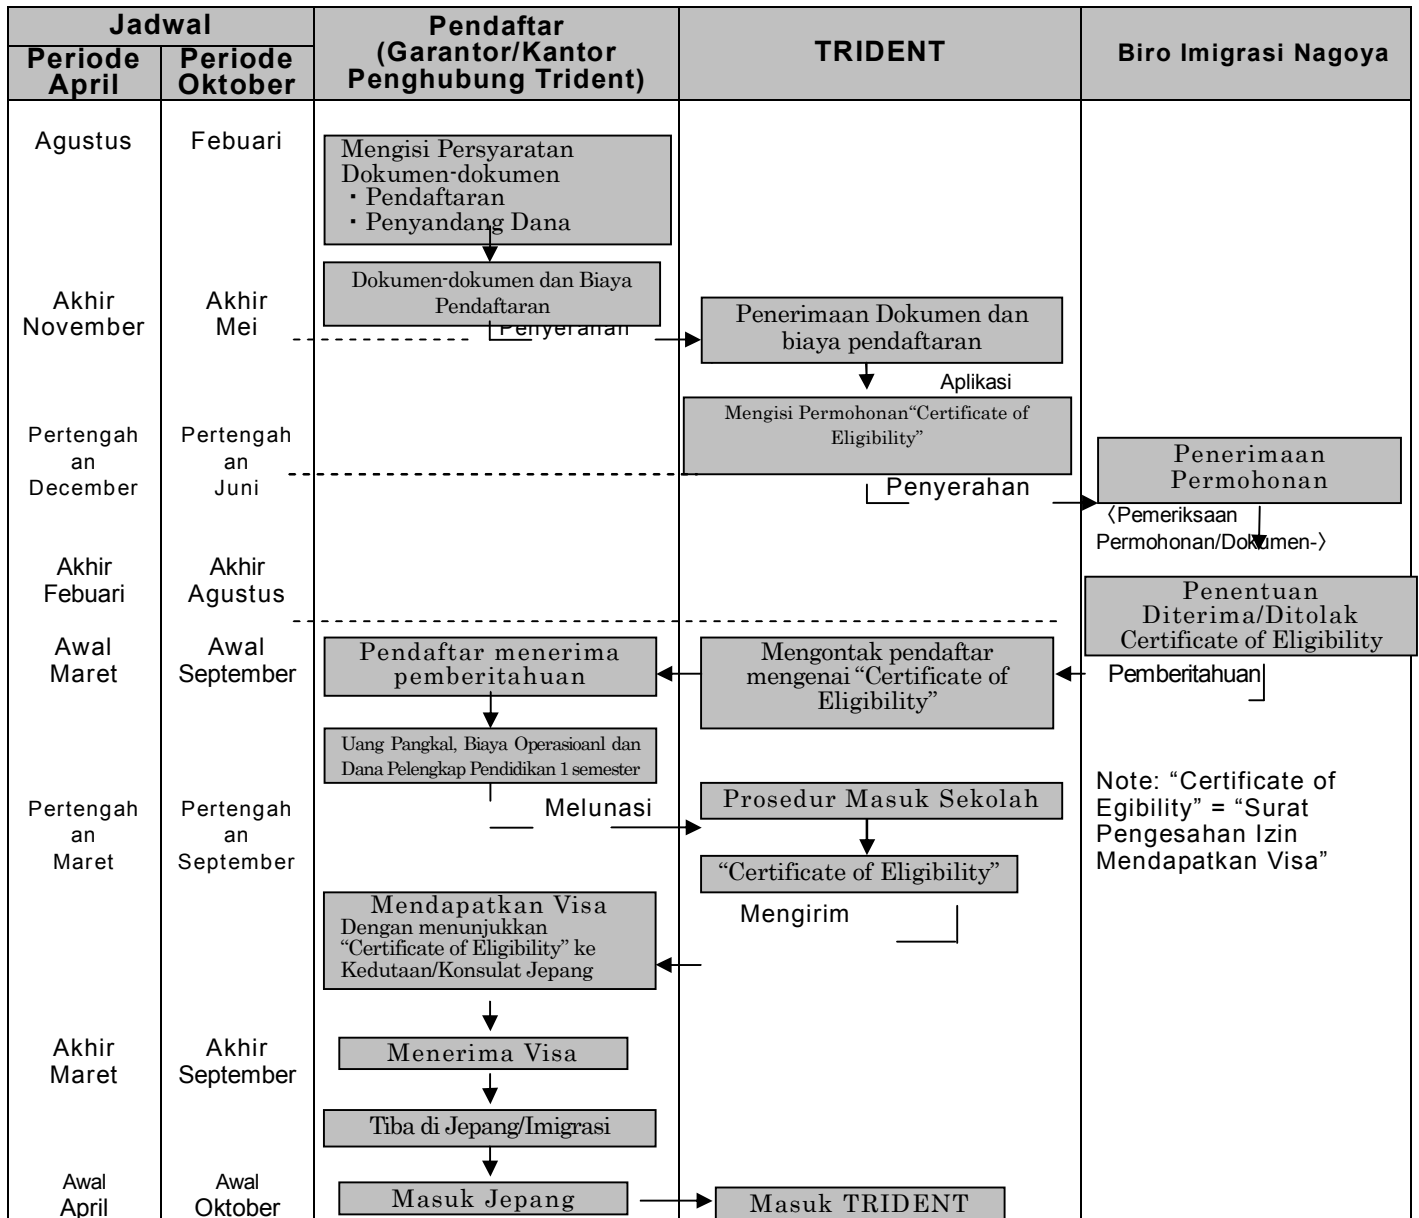 Jadwal
Periode
April
Periode
Oktober
Pendaftar
(Garantor/Kantor
Penghubung Trident)
TRIDENT
Biro Imigrasi Nagoya
Agustus
Febuari
Mengisi Persyaratan
Dokumen-dokumen
・Pendaftaran
・Penyandang Dana
Dokumen-dokumen dan Biaya
Pendaftaran
Akhir
November
Akhir
Mei
Penyerahan
Penerimaan Dokumen dan
biaya pendaftaran
Aplikasi
Mengisi Permohonan“Certificate of
Eligibility”
Pertengah
an
December
Pertengah
an
Juni
Penyerahan
Penerimaan
Permohonan
〈Pemeriksaan
Permohonan/Dokumen-〉
Akhir
Febuari
Akhir
Agustus
Penentuan
Diterima/Ditolak
Certificate of Eligibility
Awal
Maret
Awal
September
Pendaftar menerima
pemberitahuan
Mengontak pendaftar
mengenai “Certificate of
Eligibility”
Pemberitahuan
Uang Pangkal, Biaya Operasioanl dan
Dana Pelengkap Pendidikan 1 semester
Pertengah
an
Maret
Pertengah
an
September
Melunasi
Prosedur Masuk Sekolah
Note: “Certificate of
Egibility” = “Surat
Pengesahan Izin
Mendapatkan Visa”
“Certificate of Eligibility”
Mengirim
Mendapatkan Visa
Dengan menunjukkan
“Certificate of Eligibility” ke
Kedutaan/Konsulat Jepang
Akhir
Maret
Akhir
September
Menerima Visa
Tiba di Jepang/Imigrasi
Awal
April
Awal
Oktober
Masuk Jepang
Masuk TRIDENT